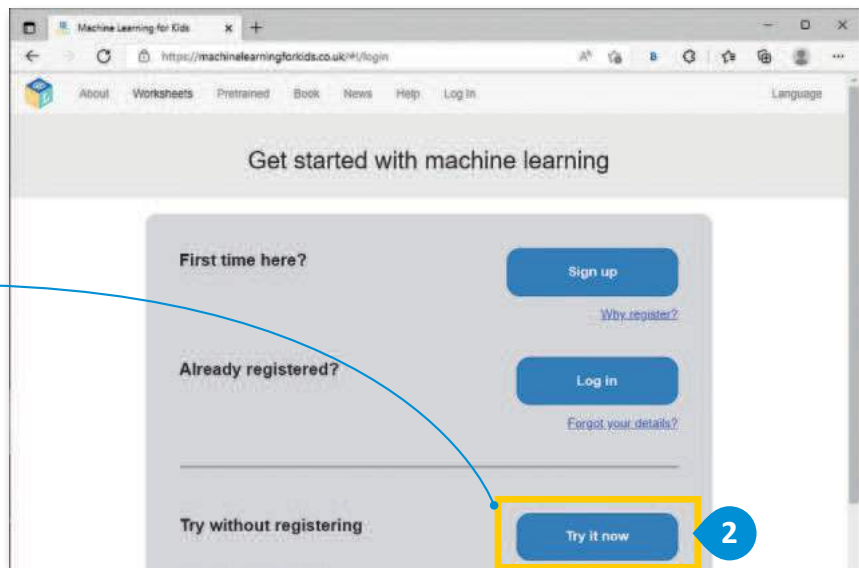 Machine Learning for Kids
https://machinelearningforkids.co.uk/#!/login
About Worksheets Pretrained Book News Help Log In Language
Get started with machine learning
First time here?
Sign up
Why register?
Already registered?
Log in
Forgot your details?
Try without registering
Try it now
2